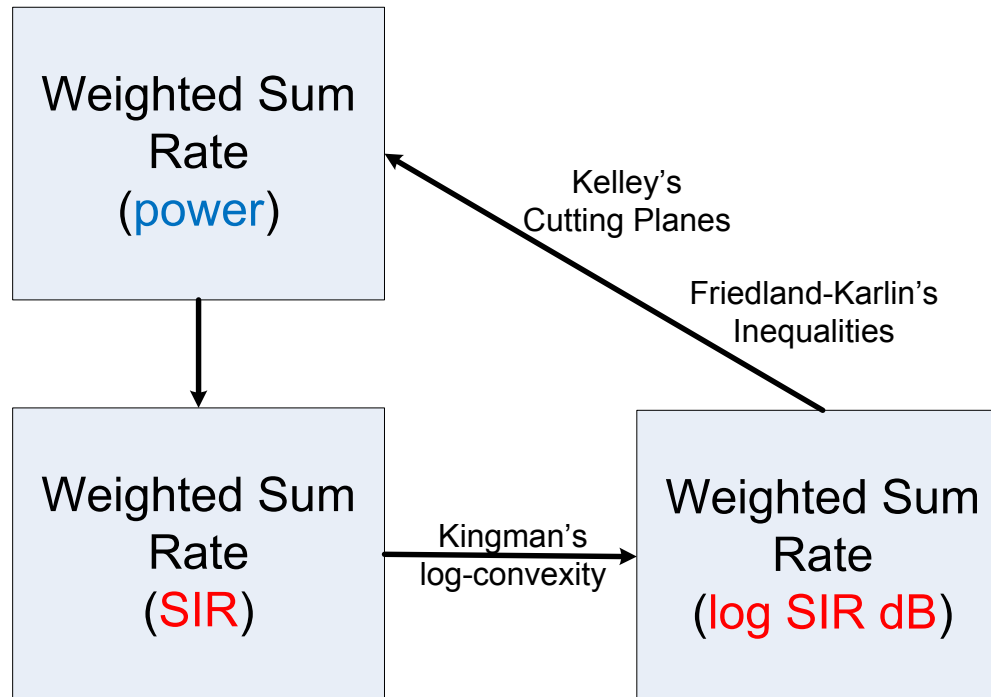 Weighted Sum
Rate
(power)
Kelley's
Cutting Planes
Friedland-Karlin's
Inequalities
Weighted Sum
Rate
(SIR)
Kingman's
log-convexity
Weighted Sum
Rate
(log SIR dB)